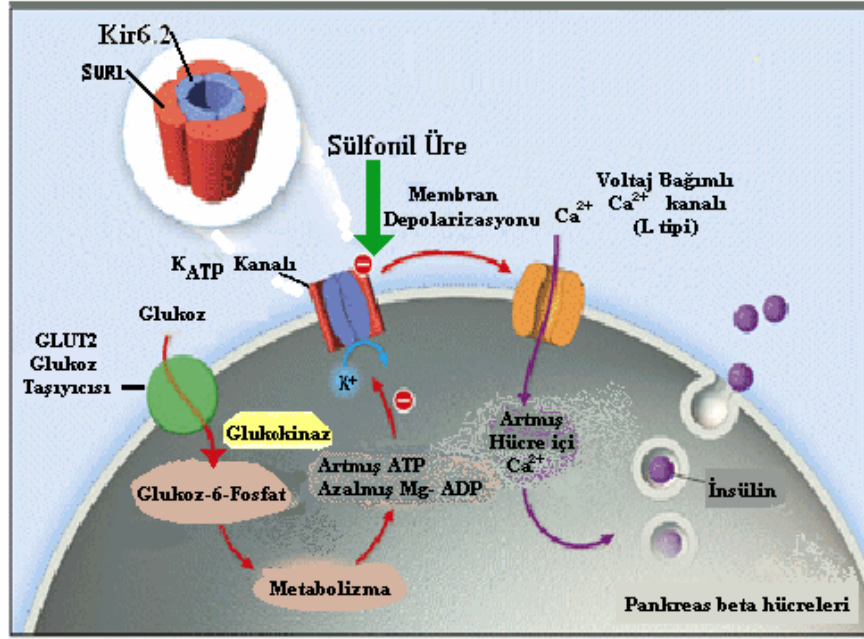 Kir6.2
SUR1
Sülfonil Üre
Membran
Depolarizasyonu
Ca2+
Voltaj Bağımlı
Ca2+ kanalı
(L tipi)
KATP Kanalı
Glukoz
GLUT2
Glukoz
Taşıyıcısı
K+
Glukokinaz
Glukoz-6-Fosfat
Artmış ATP
Azalmış Mg- ADP
Artmış
Hücre içi
Ca2+
İnsülin
Metabolizma
Pankreas beta hücreleri